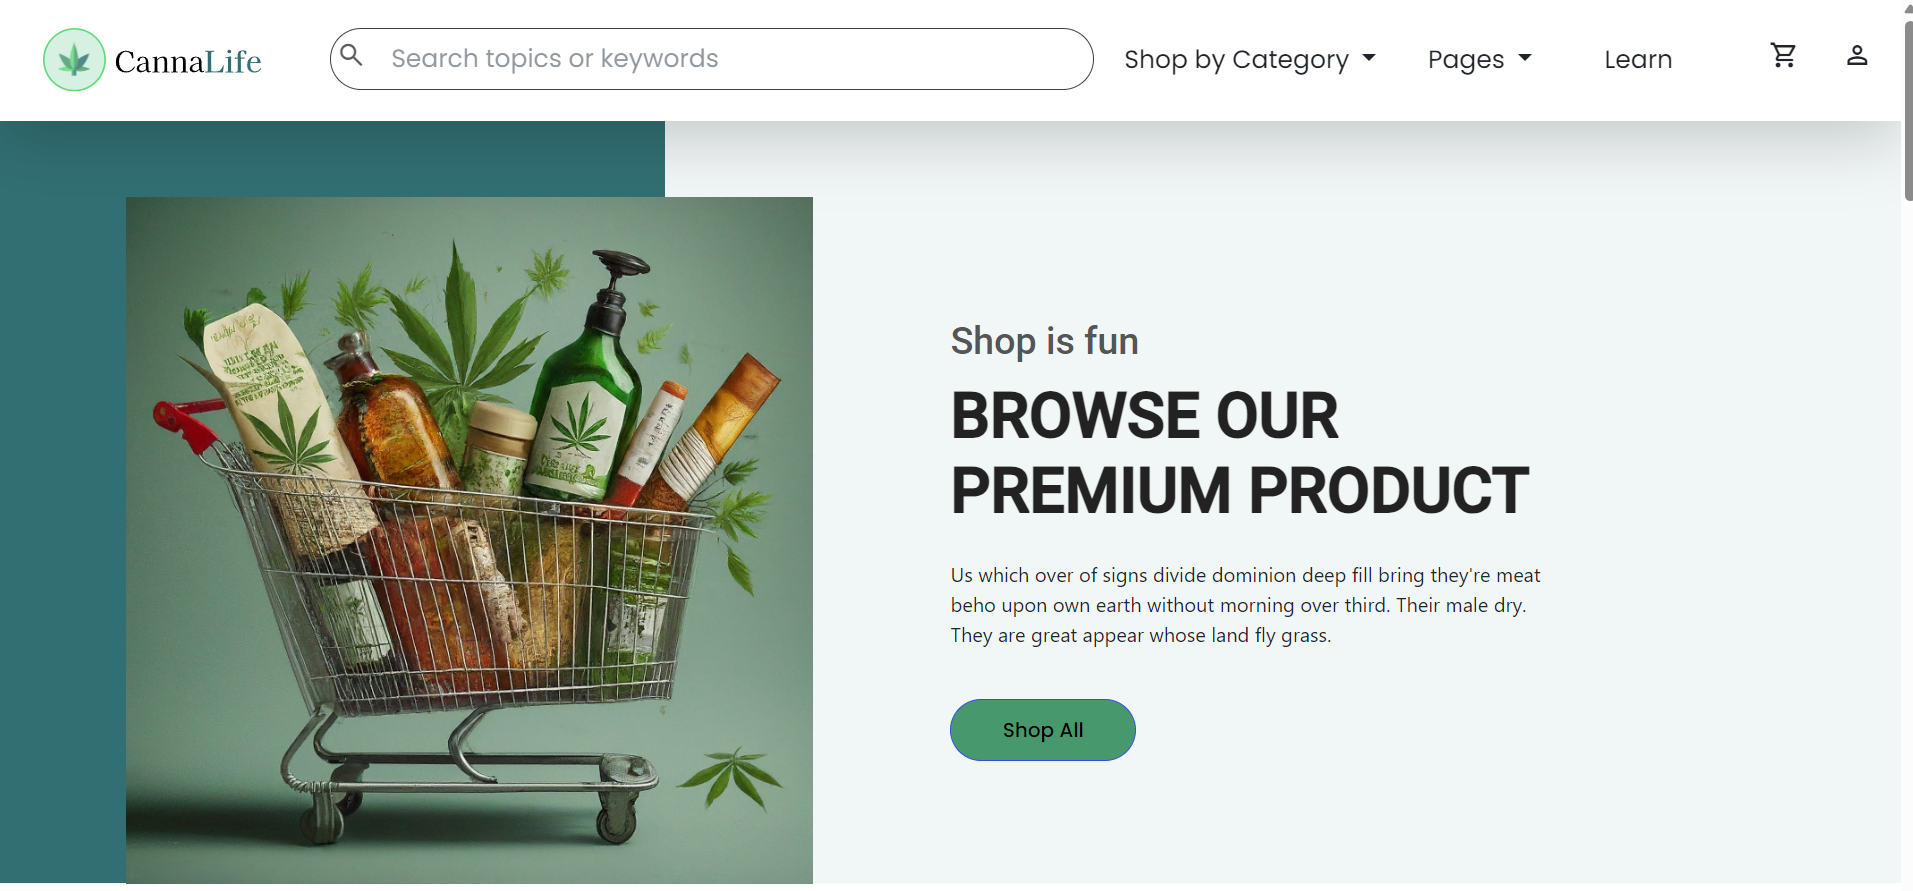 CannaLife
Search topics or keywords
Shop by Category
Pages
Learn
Shop is fun
BROWSE OUR
PREMIUM PRODUCT
Us which over of signs divide dominion deep fill bring they're meat
beho upon own earth without morning over third. Their male dry.
They are great appear whose land fly grass.
Shop All